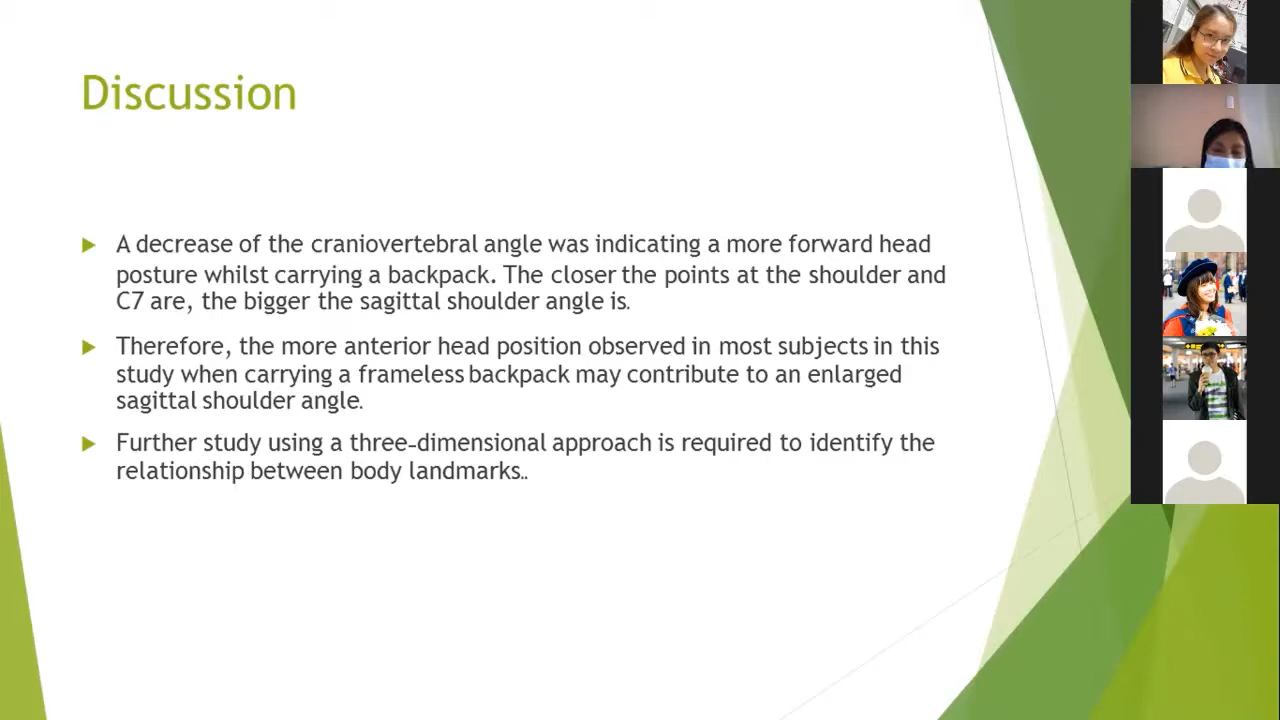 Discussion
A decrease of the craniovertebral angle was indicating a more forward head
posture whilst carrying a backpack. The closer the points at the shoulder and
C7 are, the bigger the sagittal shoulder angle is.
Therefore, the more anterior head position observed in most subjects in this
study when carrying a frameless backpack may contribute to an enlarged
sagittal shoulder angle.
Further study using a three-dimensional approach is required to identify the
relationship between body landmarks..